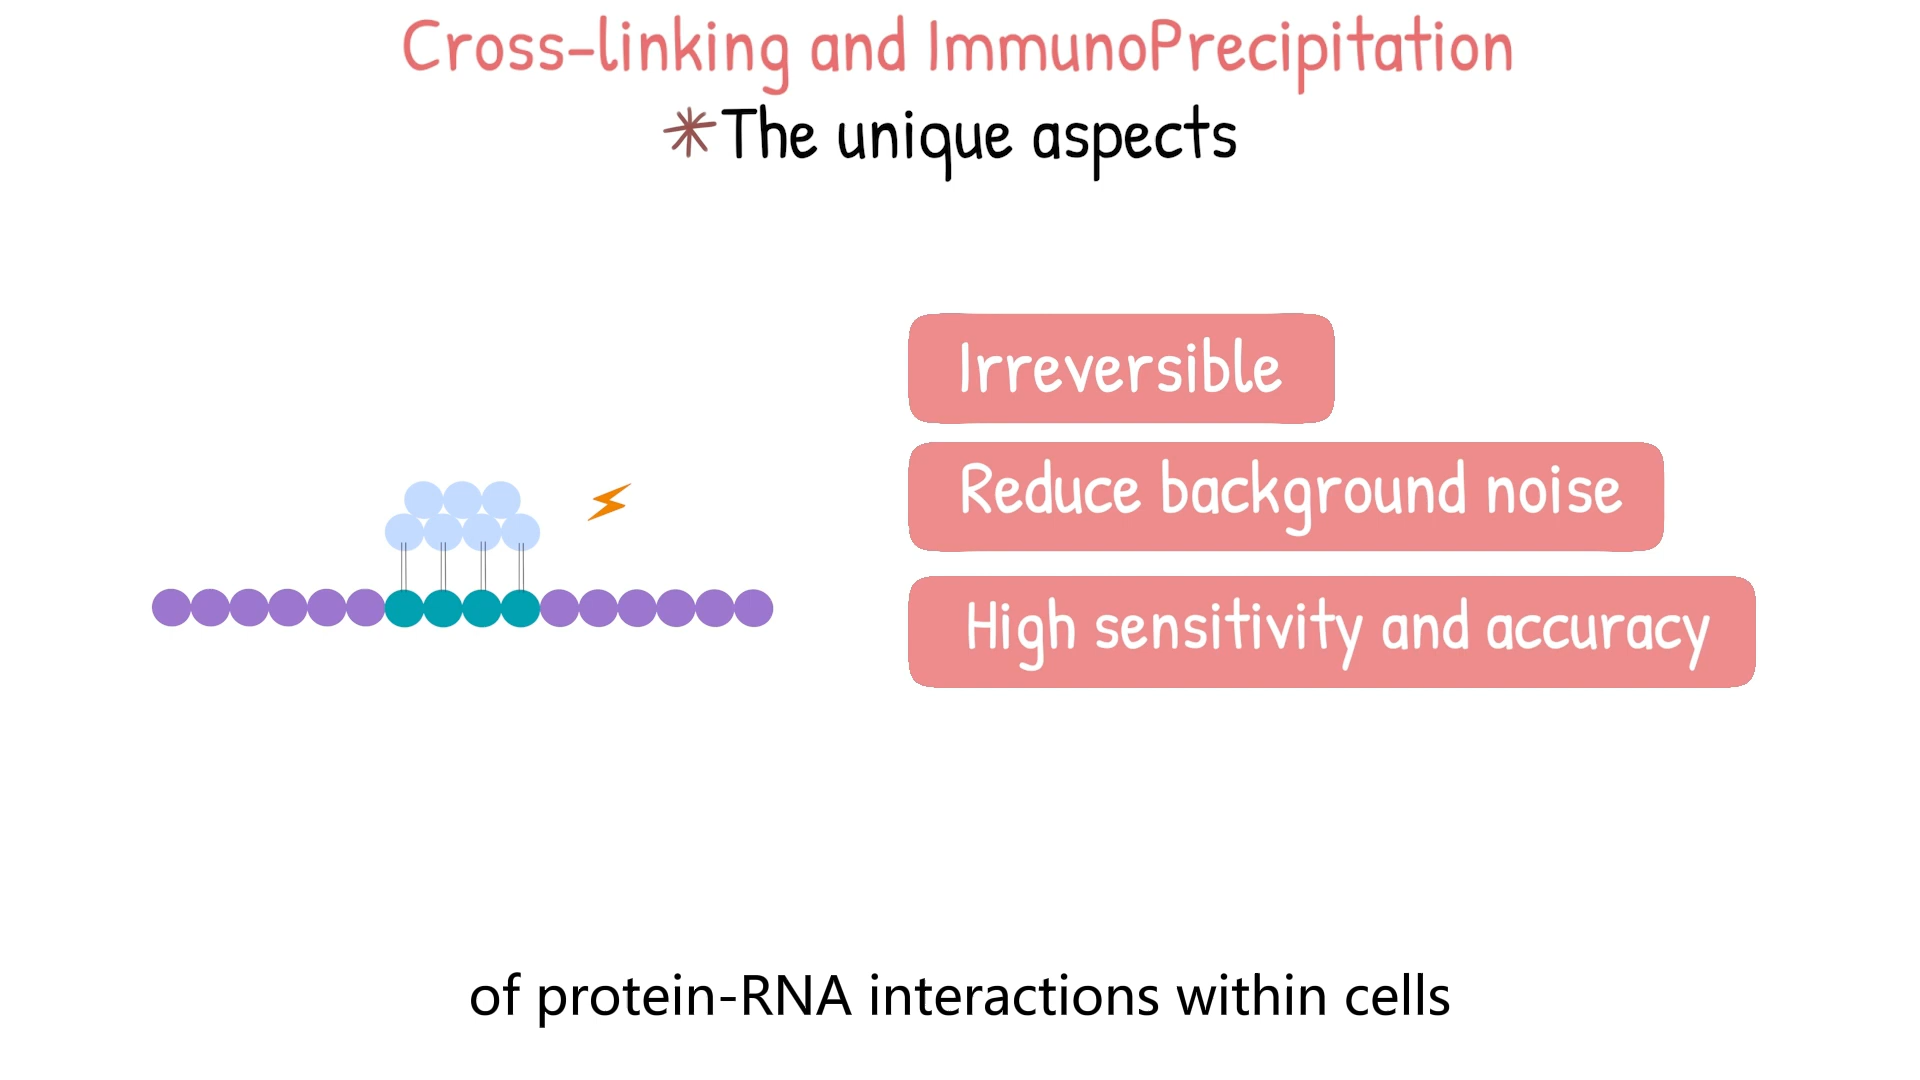 Cross-linking and ImmunoPrecipitation
*The unique aspects
Irreversible
Reduce background noise
High sensitivity and accuracy
of protein-RNA interactions within cells